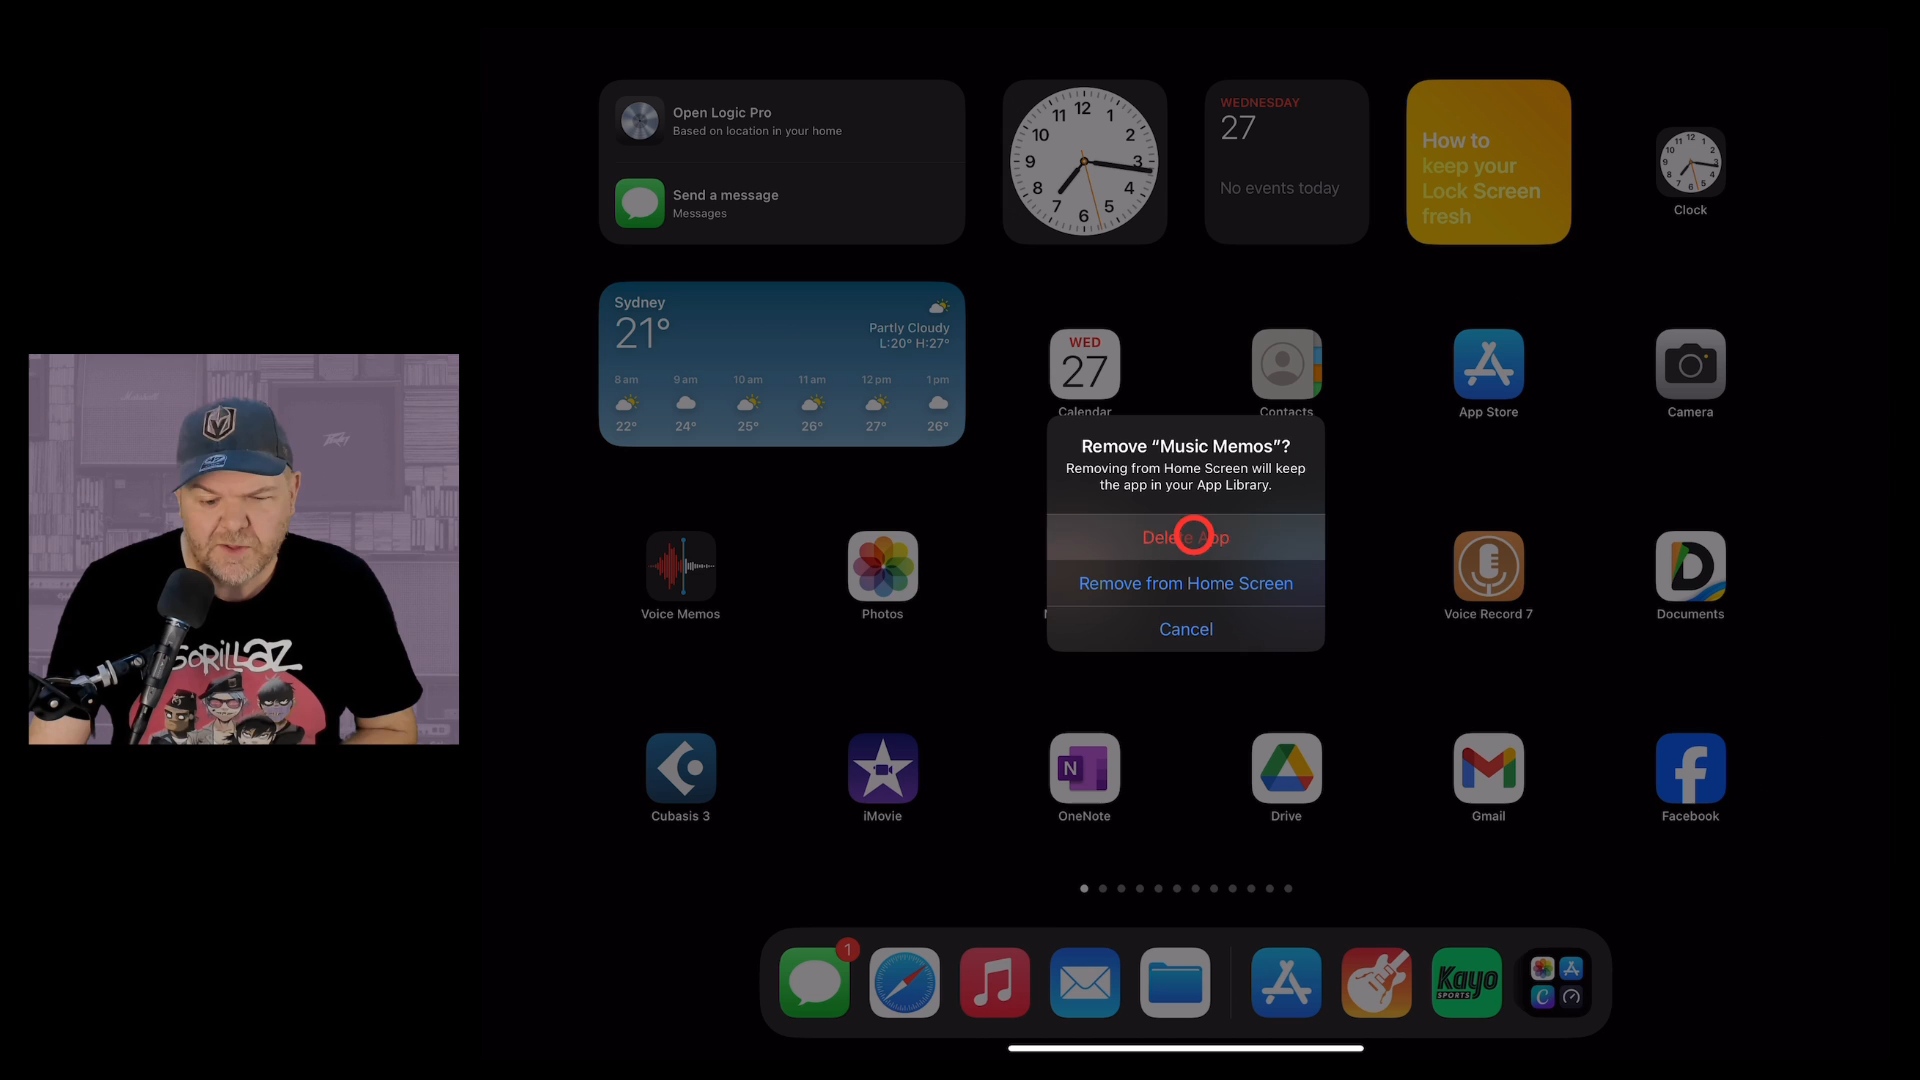 Open Logic Pro
Based on location in your home
Send a message
Messages
12
1
2
3
4
5
6
7
8
9
10
11
WEDNESDAY
27
No events today
How to
keep your
Lock Screen
fresh
Clock
Sydney
21°
Partly Cloudy
L:20° H:27°
8 am
9 am
10 am
11 am
12 pm
1 pm
22°
24°
25°
26°
27°
26°
WED
27
Calendar
Contacts
App Store
Camera
Remove “Music Memos”?
Removing from Home Screen will keep
the app in your App Library.
Delete App
Remove from Home Screen
Cancel
Voice Memos
Photos
Voice Record 7
Documents
GORILLAZ
Cubasis 3
iMovie
N
OneNote
Drive
Gmail
Facebook
1
Kayo
SPORTS